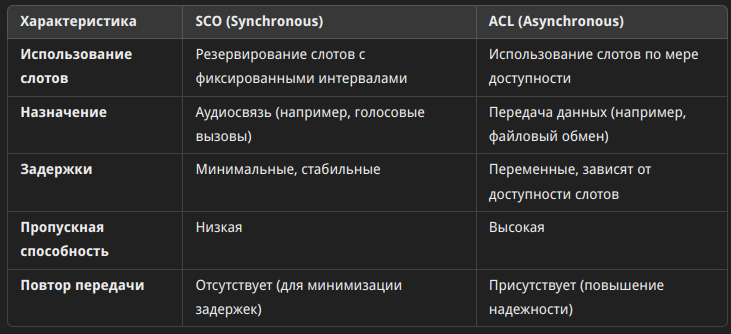 Характеристика SCO (Synchronous) ACL (Asynchronous)
Использование слотов Резервирование слотов с фиксированными интервалами Использование слотов по мере доступности
Назначение Аудиосвязь (например, голосовые вызовы) Передача данных (например, файловый обмен)
Задержки Минимальные, стабильные Переменные, зависят от доступности слотов
Пропускная способность Низкая Высокая
Повтор передачи Отсутствует (для минимизации задержек) Присутствует (повышение надежности)